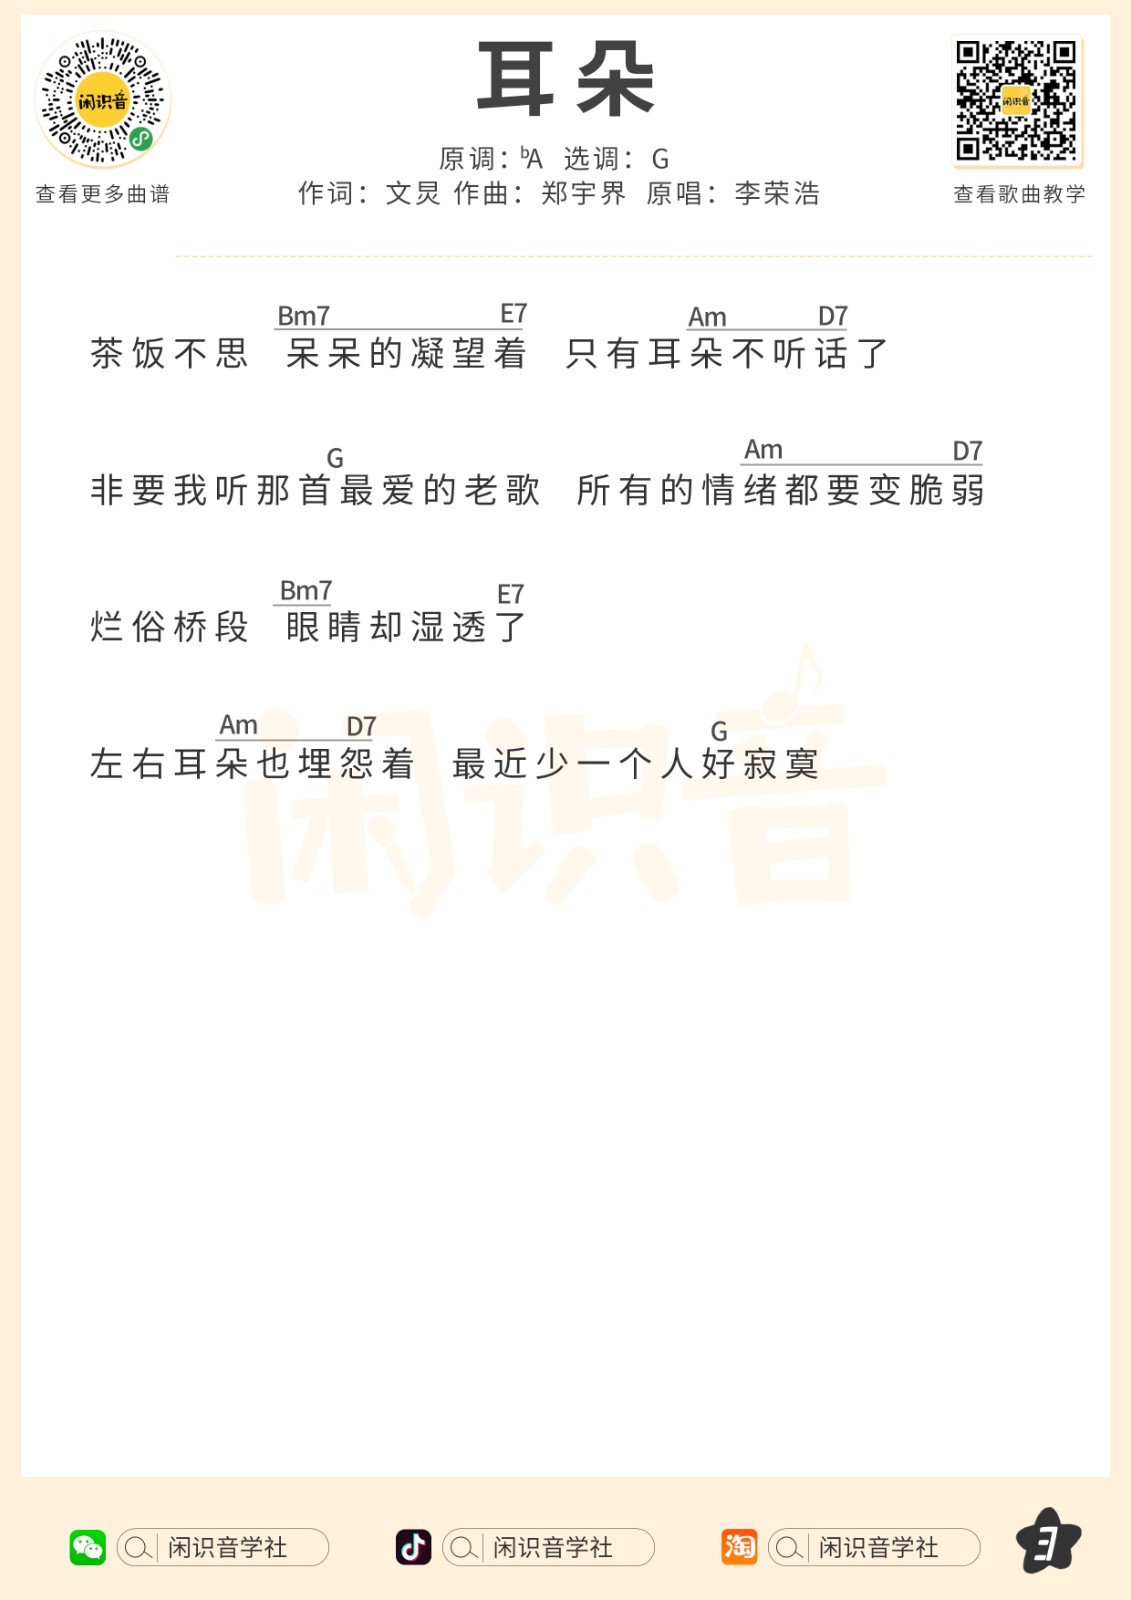 闲识音
查看更多曲谱
耳朵
原调：ᵇA 选调：G
作词：文炅 作曲：郑宇界 原唱：李荣浩
闲识音
查看歌曲教学
Bm7 E7 Am D7
茶饭不思 呆呆的凝望着 只有耳朵不听话了
G Am D7
非要我听那首最爱的老歌 所有的情绪都要变脆弱
Bm7 E7
烂俗桥段 眼睛却湿透了
Am D7 G
左右耳朵也埋怨着 最近少一个人好寂寞
闲识音
闲识音学社
闲识音学社
淘 闲识音学社
3